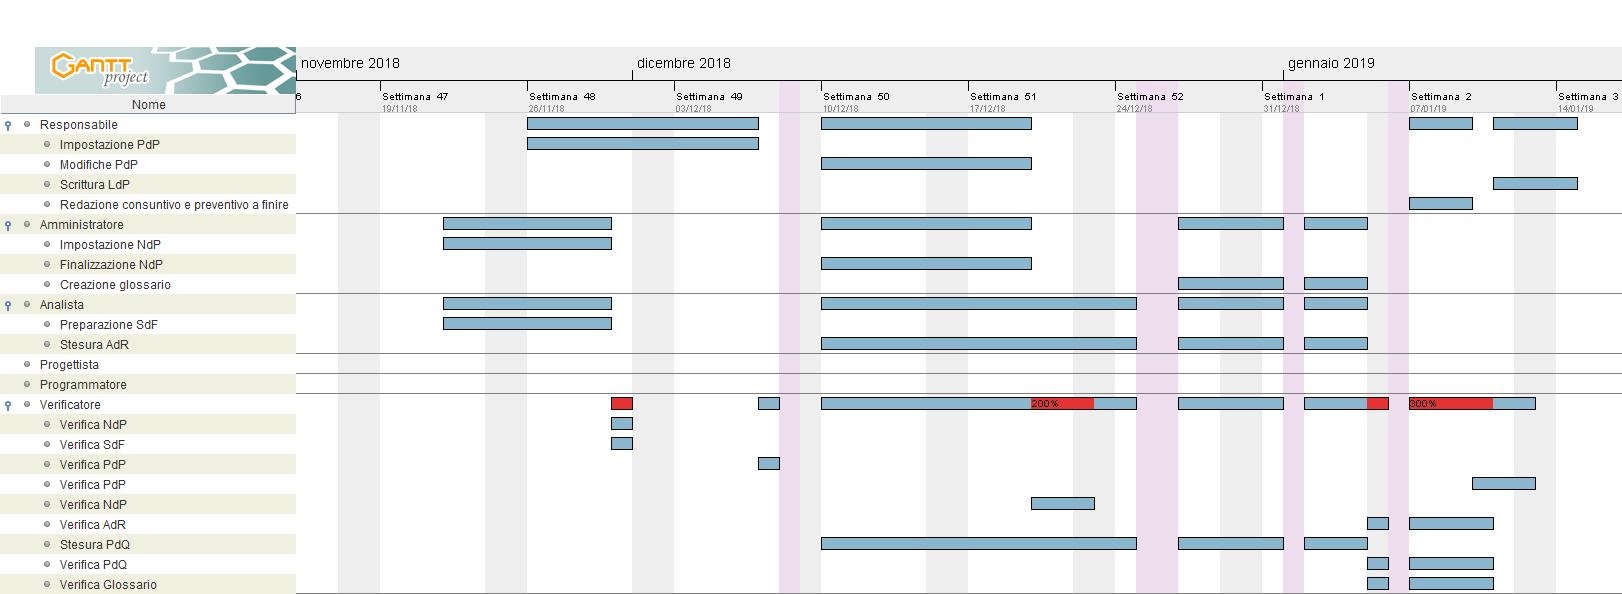 GANTT
project
novembre 2018
dicembre 2018
gennaio 2019
Nome
6
Settimana 47
Settimana 48
Settimana 49
Settimana 50
Settimana 51
Settimana 52
Settimana 1
Settimana 2
Settimana 3
19/11/18
26/11/18
03/12/18
10/12/18
17/12/18
24/12/18
31/12/18
07/01/19
14/01/19
Responsabile
Impostazione PdP
Modifiche PdP
Scrittura LdP
Redazione consuntivo e preventivo a finire
Amministratore
Impostazione NdP
Finalizzazione NdP
Creazione glossario
Analista
Preparazione SdF
Stesura AdR
Progettista
Programmatore
Verificatore
200%
300%
Verifica NdP
Verifica SdF
Verifica PdP
Verifica PdP
Verifica NdP
Verifica AdR
Stesura PdQ
Verifica PdQ
Verifica Glossario